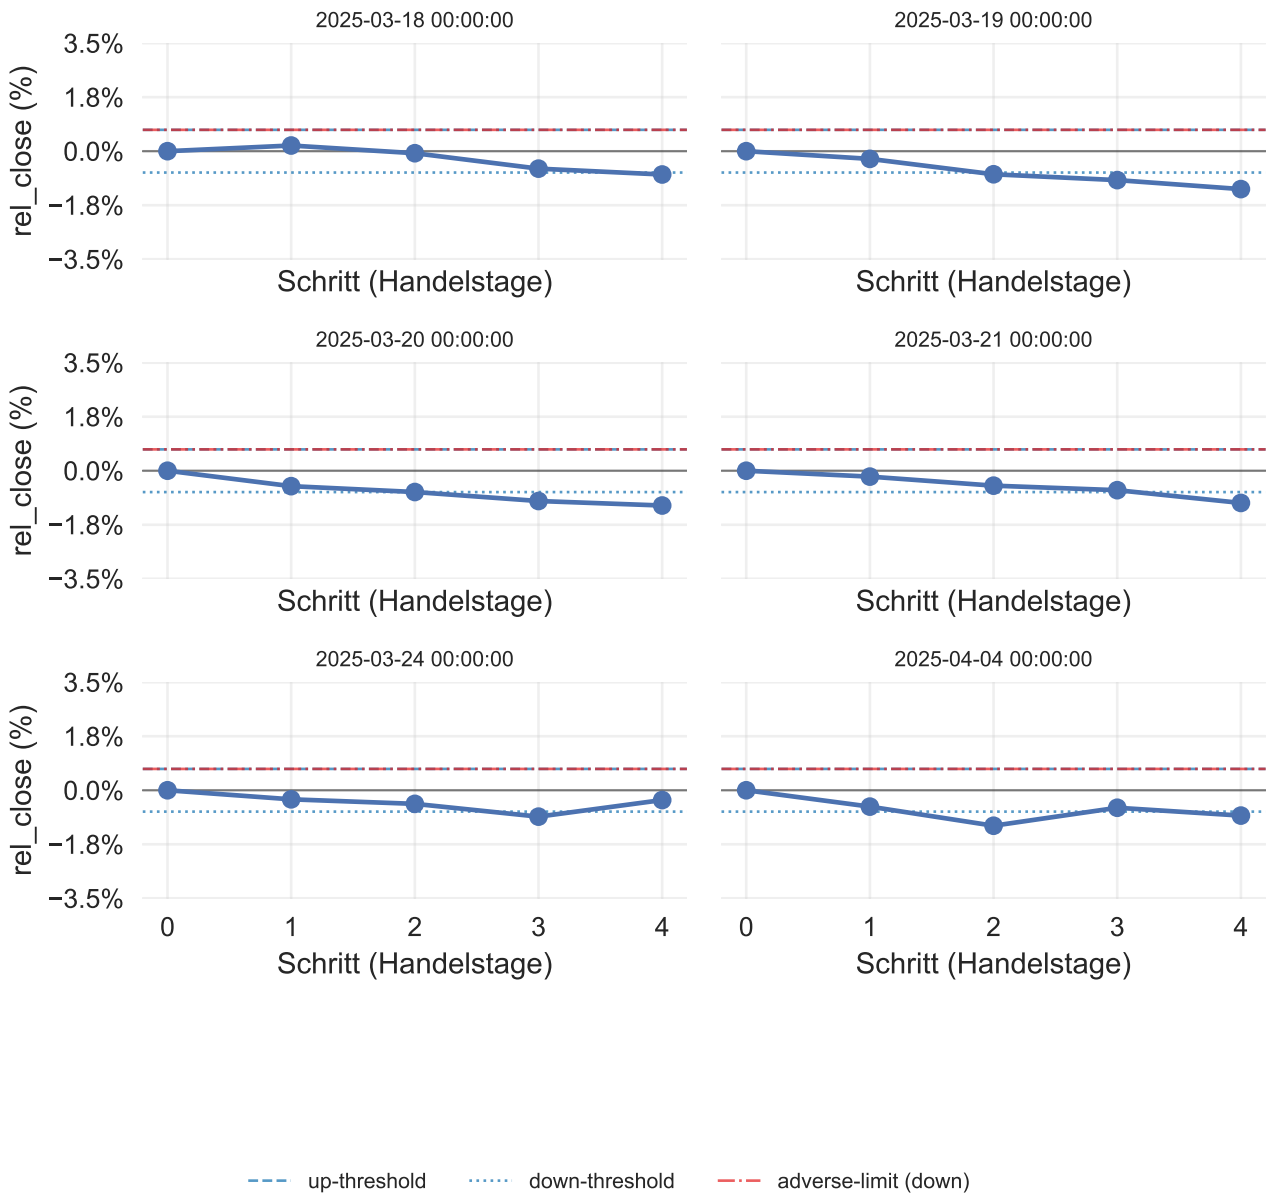 2025-03-18 00:00:00
2025-03-19 00:00:00
rel_close (%)
3.5%
1.8%
0.0%
−1.8%
−3.5%
Schritt (Handelstage)
Schritt (Handelstage)
2025-03-20 00:00:00
2025-03-21 00:00:00
rel_close (%)
3.5%
1.8%
0.0%
−1.8%
−3.5%
Schritt (Handelstage)
Schritt (Handelstage)
2025-03-24 00:00:00
2025-04-04 00:00:00
rel_close (%)
3.5%
1.8%
0.0%
−1.8%
−3.5%
0 1 2 3 4
0 1 2 3 4
Schritt (Handelstage)
Schritt (Handelstage)
up-threshold down-threshold adverse-limit (down)